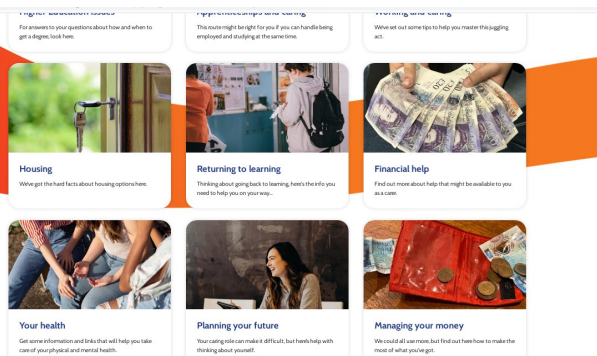 Higher Education issues
Apprenticeships and caring
Working and caring
For answers to your questions about how and when to
get a degree, look here.
This route might be right for you if you can handle being
employed and studying at the same time.
We've set out some tips to help you master this juggling
act.
Housing
We've got the hard facts about housing options here.
Returning to learning
Thinking about going back to learning, here's the info you
need to help you on your way...
Financial help
Find out more about help that might be available to you
as a carer.
Your health
Get some information and links that will help you take
care of your physical and mental health.
Planning your future
Your caring role can make it difficult, but here's help with
thinking about yourself.
Managing your money
We could all use more, but find out here how to make the
most of what you've got.